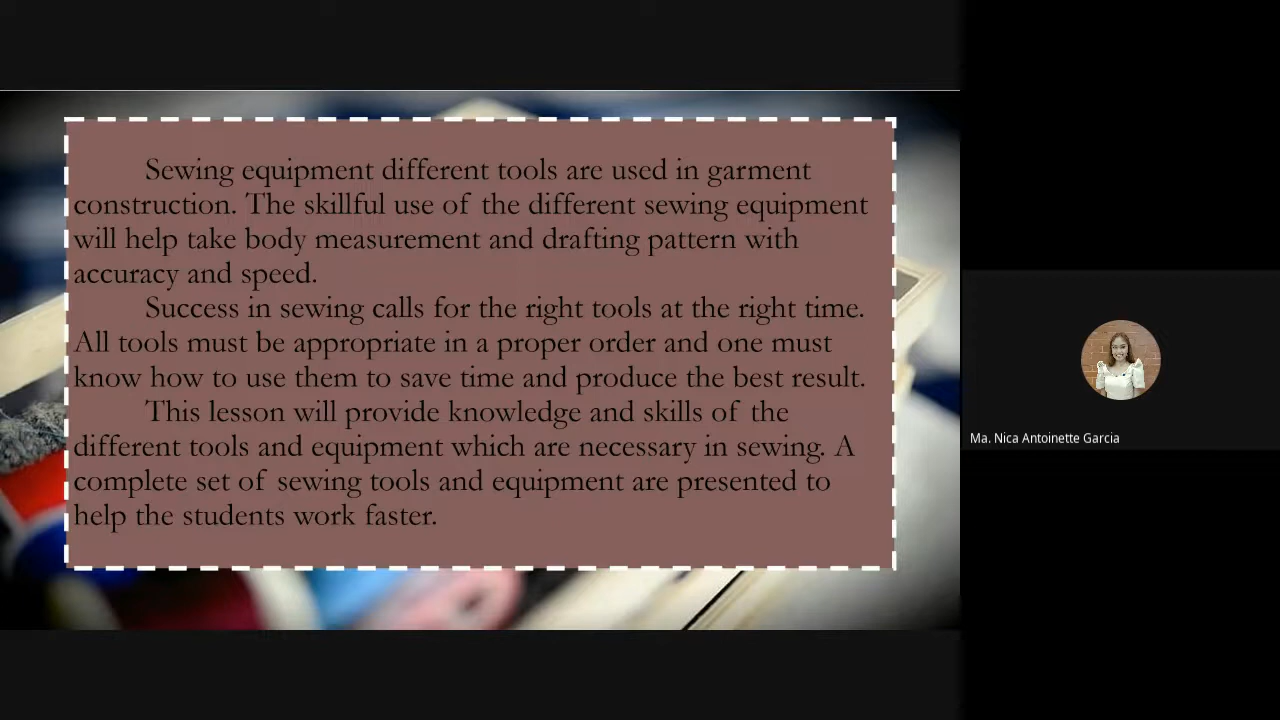 Sewing equipment different tools are used in garment
construction. The skillful use of the different sewing equipment
will help take body measurement and drafting pattern with
accuracy and speed.
Success in sewing calls for the right tools at the right time.
All tools must be appropriate in a proper order and one must
know how to use them to save time and produce the best result.
This lesson will provide knowledge and skills of the
different tools and equipment which are necessary in sewing. A
complete set of sewing tools and equipment are presented to
help the students work faster.
Ma. Nica Antoinette Garcia